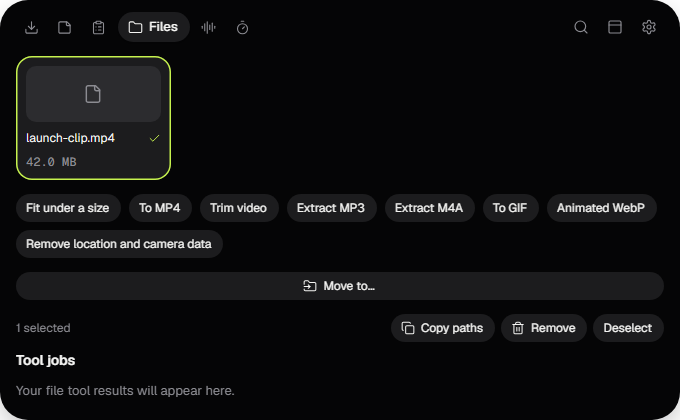 Files
launch-clip.mp4
42.0 MB
Fit under a size To MP4 Trim video Extract MP3 Extract M4A To GIF Animated WebP
Remove location and camera data
Move to...
1 selected Copy paths Remove Deselect
Tool jobs
Your file tool results will appear here.